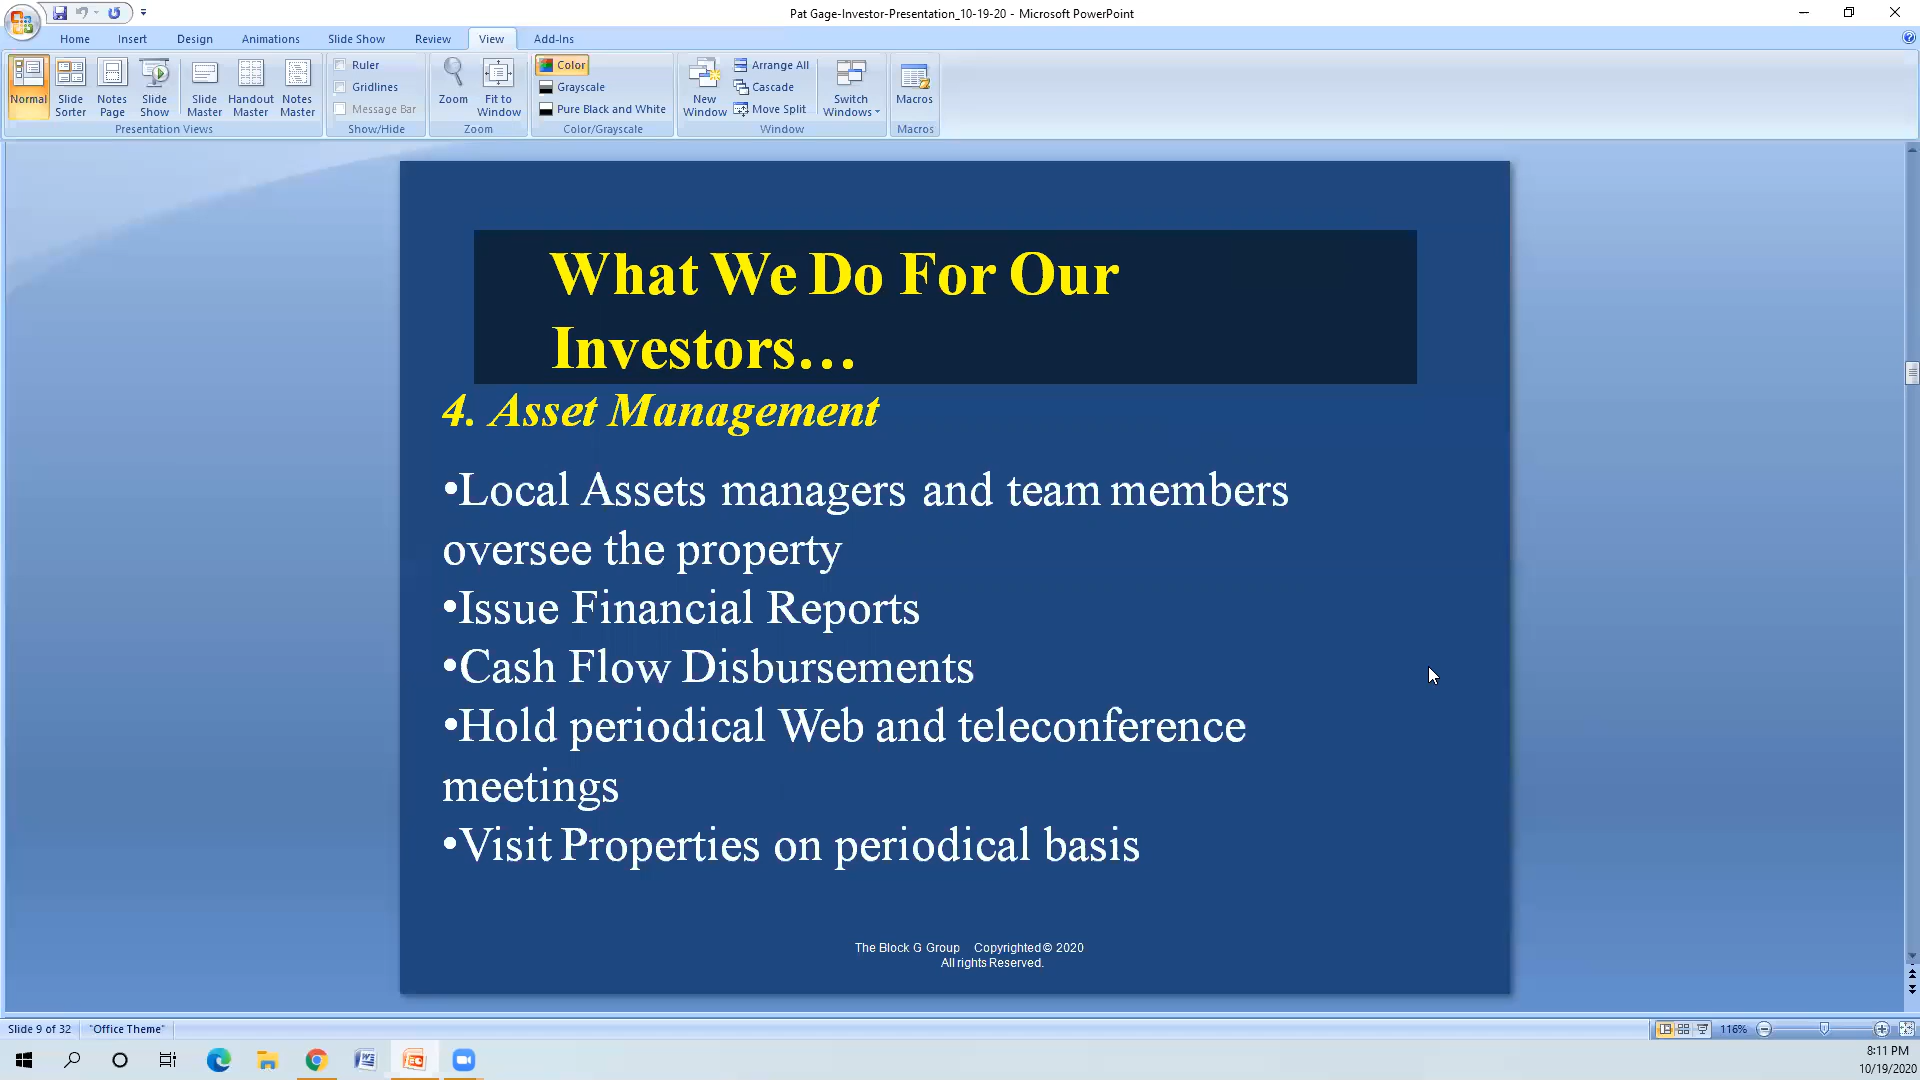 Pat Gage-Investor-Presentation_10-19-20 - Microsoft PowerPoint
Home Insert Design Animations Slide Show Review View Add-Ins
Normal
Slide Sorter
Notes Page
Slide Show
Slide Master
Handout Master
Notes Master
Presentation Views
Ruler
Gridlines
Message Bar
Show/Hide
Zoom
Fit to Window
Zoom
Color
Grayscale
Pure Black and White
Color/Grayscale
New Window
Arrange All
Cascade
Move Split
Switch Windows
Window
Macros
Macros
What We Do For Our
Investors…
4. Asset Management
•Local Assets managers and team members
oversee the property
•Issue Financial Reports
•Cash Flow Disbursements
•Hold periodical Web and teleconference
meetings
•Visit Properties on periodical basis
The Block G Group Copyrighted © 2020
All rights Reserved.
Slide 9 of 32 "Office Theme" 116%
8:11 PM
10/19/2020